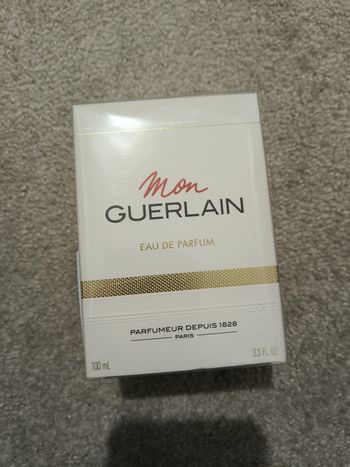 Mon
GUERLAIN
EAU DE PARFUM
PARFUMEUR DEPUIS 1828
PARIS
100 mL 3.3 FL. OZ